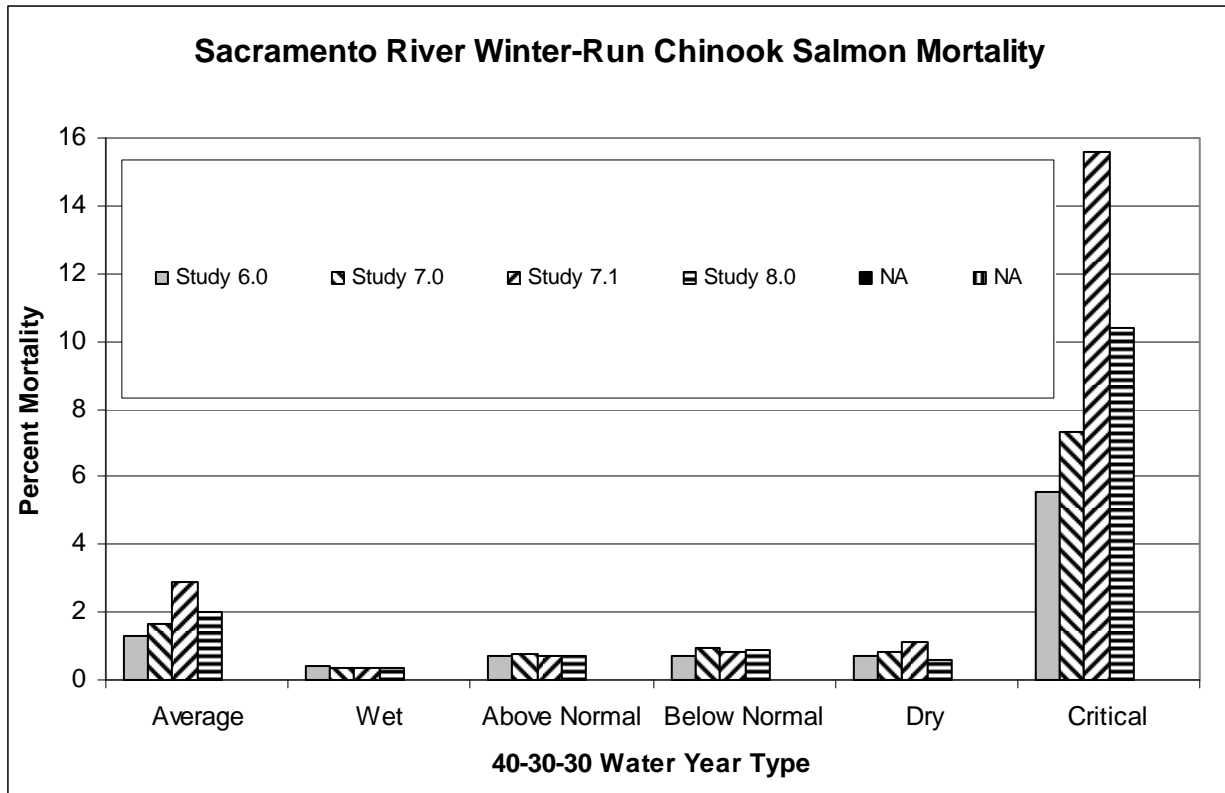 Sacramento River Winter-Run Chinook Salmon Mortality
Percent Mortality
16
14
12
10
8
6
4
2
0
Study 6.0 Study 7.0 Study 7.1 Study 8.0 NA NA
Average Wet Above Normal Below Normal Dry Critical
40-30-30 Water Year Type